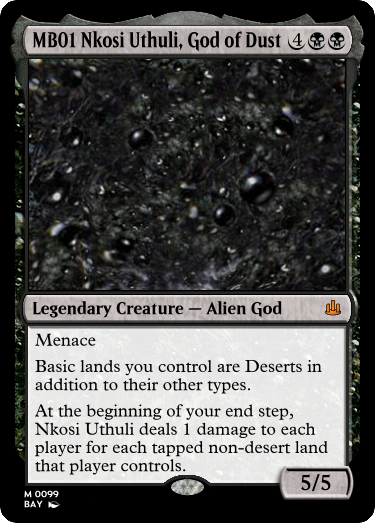 MB01 Nkosi Uthuli, God of Dust 4
Legendary Creature — Alien God
Menace
Basic lands you control are Deserts in
addition to their other types.
At the beginning of your end step,
Nkosi Uthuli deals 1 damage to each
player for each tapped non-desert land
that player controls.
5/5
M 0099
BAY